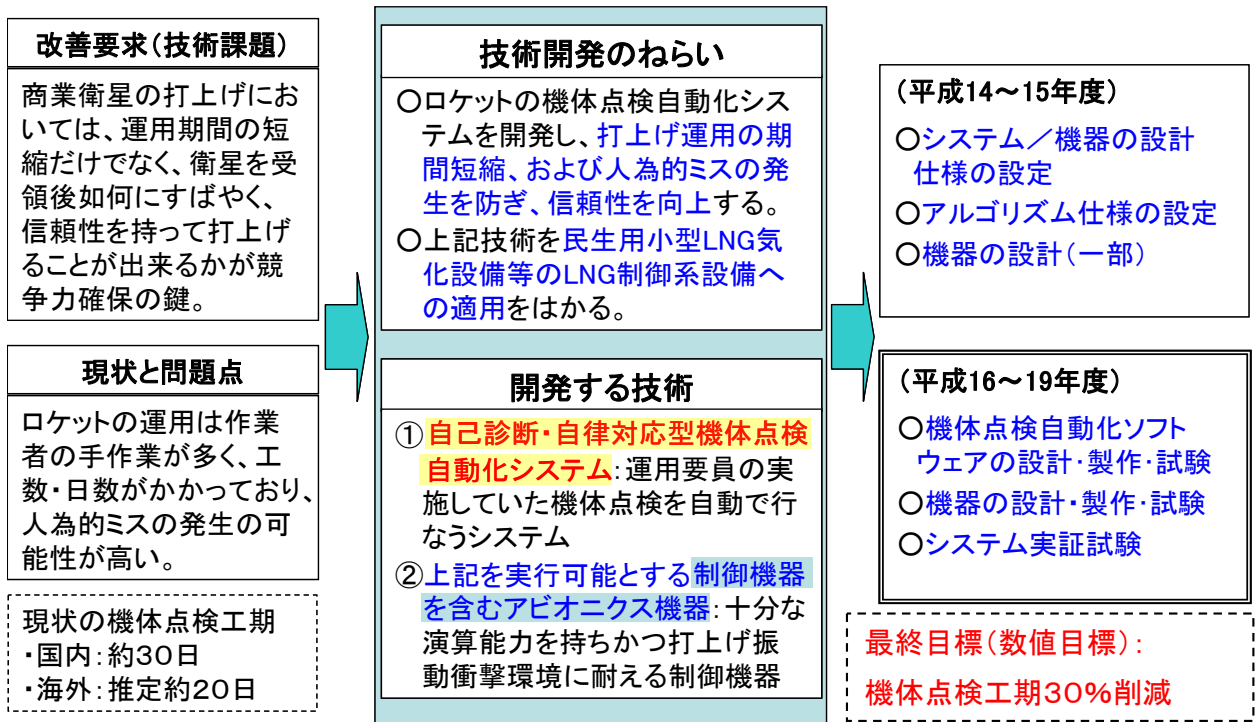 改善要求(技術課題)
商業衛星の打上げにお
いては、運用期間の短
縮だけでなく、衛星を受
領後如何にすばやく、
信頼性を持って打上げ
ることが出来るかが競
争力確保の鍵。
現状と問題点
ロケットの運用は作業
者の手作業が多く、工
数・日数がかかっており、
人為的ミスの発生の可
能性が高い。
現状の機体点検工期
・国内:約30日
・海外:推定約20日
技術開発のねらい
○ロケットの機体点検自動化シス
テムを開発し、打上げ運用の期
間短縮、および人為的ミスの発
生を防ぎ、信頼性を向上する。
○上記技術を民生用小型LNG気
化設備等のLNG制御系設備へ
の適用をはかる。
開発する技術
①自己診断・自律対応型機体点検
自動化システム:運用要員の実
施していた機体点検を自動で行
なうシステム
②上記を実行可能とする制御機器
を含むアビオニクス機器:十分な
演算能力を持ちかつ打上げ振
動衝撃環境に耐える制御機器
(平成14~15年度)
○システム/機器の設計
仕様の設定
○アルゴリズム仕様の設定
○機器の設計(一部)
(平成16~19年度)
○機体点検自動化ソフト
ウェアの設計・製作・試験
○機器の設計・製作・試験
○システム実証試験
最終目標(数値目標):
機体点検工期30%削減